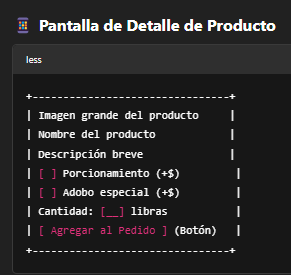 🧵 Pantalla de Detalle de Producto
less
+-------------------------------+
| Imagen grande del producto     |
| Nombre del producto            |
| Descripción breve              |
| [ ] Porcionamiento (+$)         |
| [ ] Adobo especial (+$)         |
| Cantidad: [__] libras           |
| [ Agregar al Pedido ] (Botón)   |
+-------------------------------+